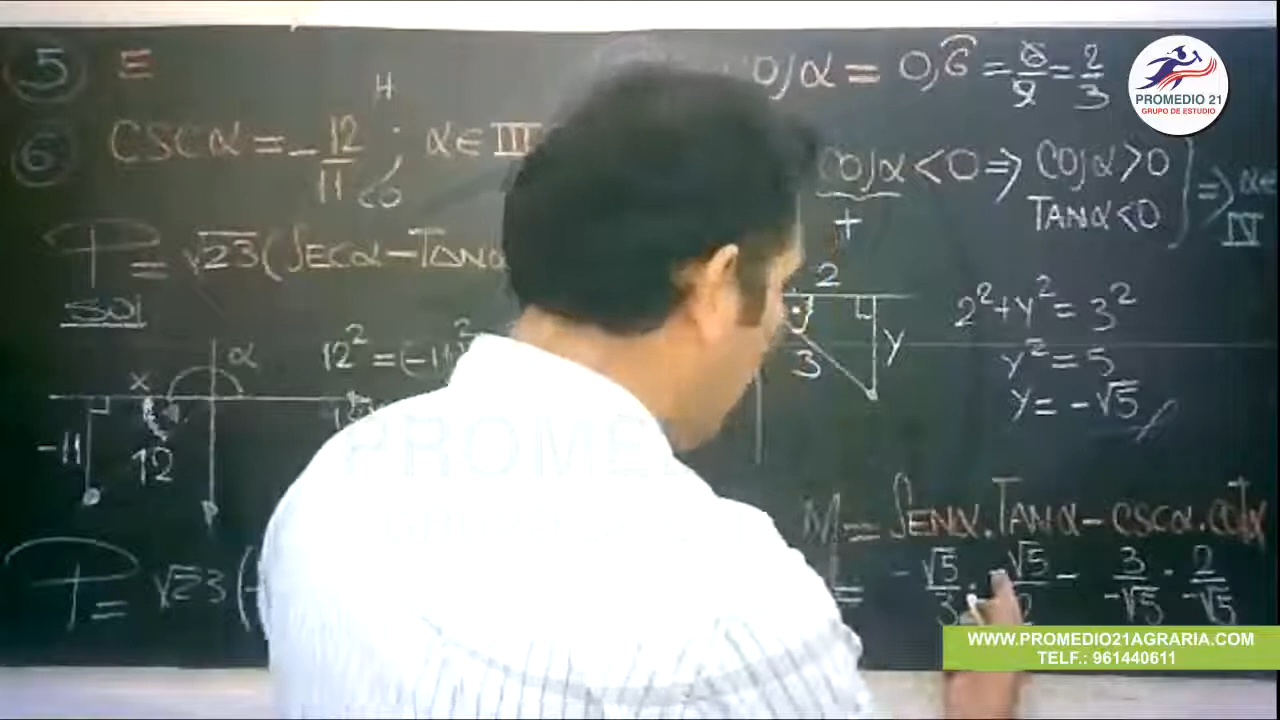 5 =
4
6 CSCα = -12/11 ; α ∈ III
<0
P = √23 (SECα - TANα
SOl
α
12² = (-11)²
x
-11
12
P = √23 (
COSα = 0,6 = 6/9 = 2/3
COSα < 0 ⇒ COSα > 0
TANα < 0
⇒ α ∈ IV
+
2
3
y
2² + y² = 3²
y² = 5
y = -√5
M = SENα.TANα - CSCα.COTα
= -√5/3 . -√5/2 - 3/-√5 . 2/-√5
PROMEDIO 21
GRUPO DE ESTUDIO
PROMEDIO
WWW.PROMEDIO21AGRARIA.COM
TELF.: 961440611